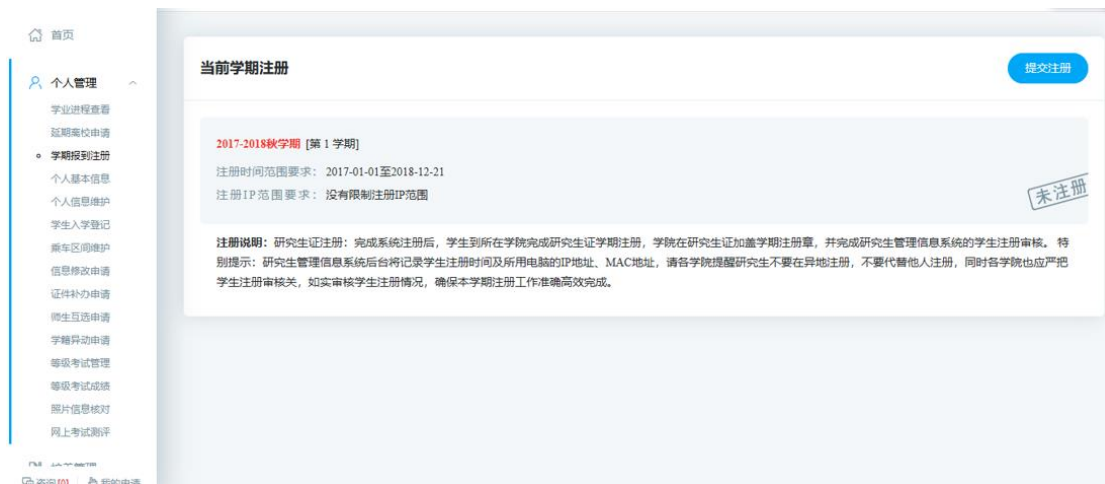 首页
个人管理
学业进程查看
延期离校申请
学期报到注册
个人基本信息
个人信息维护
学生入学登记
乘车区间维护
信息修改申请
证件补办申请
师生互选申请
学籍异动申请
等级考试管理
等级考试成绩
照片信息核对
网上考试测评
咨询[0] 我的申请
当前学期注册
提交注册
2017-2018秋学期 [第 1 学期]
注册时间范围要求： 2017-01-01至2018-12-21
注册IP范围要求： 没有限制注册IP范围
未注册
注册说明：研究生证注册：完成系统注册后，学生到所在学院完成研究生证学期注册，学院在研究生证加盖学期注册章，并完成研究生管理信息系统的学生注册审核。 特
别提示：研究生管理信息系统后台将记录学生注册时间及所用电脑的IP地址、MAC地址，请各学院提醒研究生不要在异地注册，不要代替他人注册，同时各学院也应严把
学生注册审核关，如实审核学生注册情况，确保本学期注册工作准确高效完成。